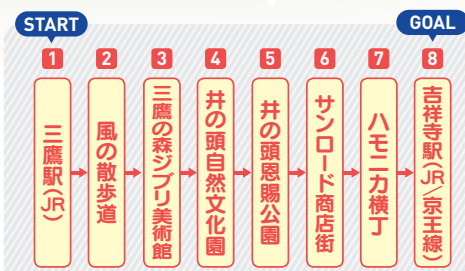 START
GOAL
1
三鷹駅(JR)
2
風の散歩道
3
三鷹の森ジブリ美術館
4
井の頭自然文化園
5
井の頭恩賜公園
6
サンロード商店街
7
ハモニカ横丁
8
吉祥寺駅(JR/京王線)